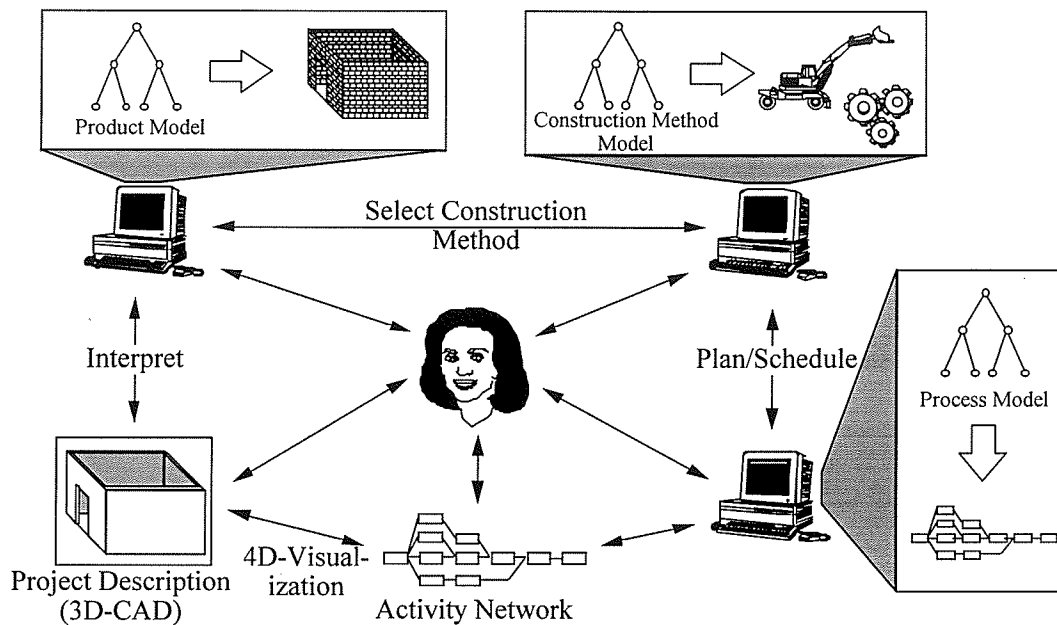 Product Model
Construction Method
Model
Select Construction
Method
Interpret
Plan/Schedule
Process Model
Project Description
(3D-CAD)
4D-Visual-
ization
Activity Network